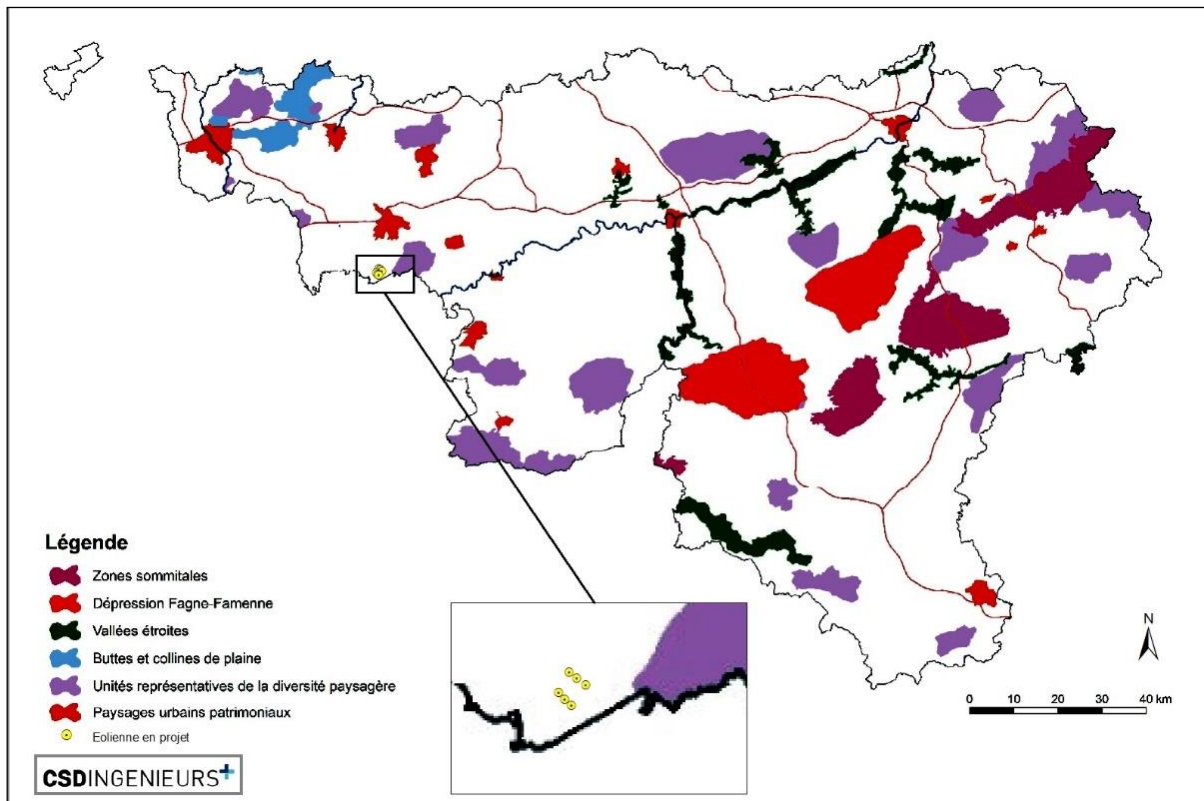 Légende
Zones sommitales
Dépression Fagne-Famenne
Vallées étroites
Buttes et collines de plaine
Unités représentatives de la diversité paysagère
Paysages urbains patrimoniaux
Eolienne en projet
CSDINGENIEURS+
N
0 10 20 30 40 km